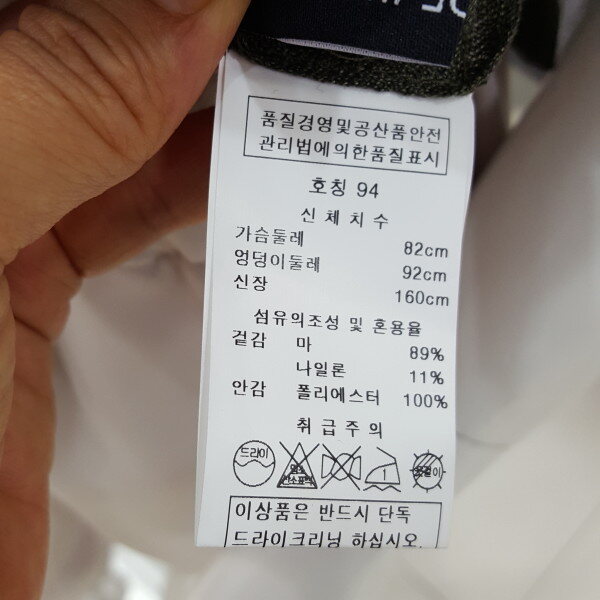 품질경영및공산품안전
관리법에의한품질표시
호칭 94
신 체 치 수
가슴둘레 82cm
엉덩이둘레 92cm
신장 160cm
섬유의조성 및 혼용율
겉감 마 89%
나일론 11%
안감 폴리에스터 100%
취 급 주 의
드라이
이상품은 반드시 단독
드라이크리닝 하십시오.